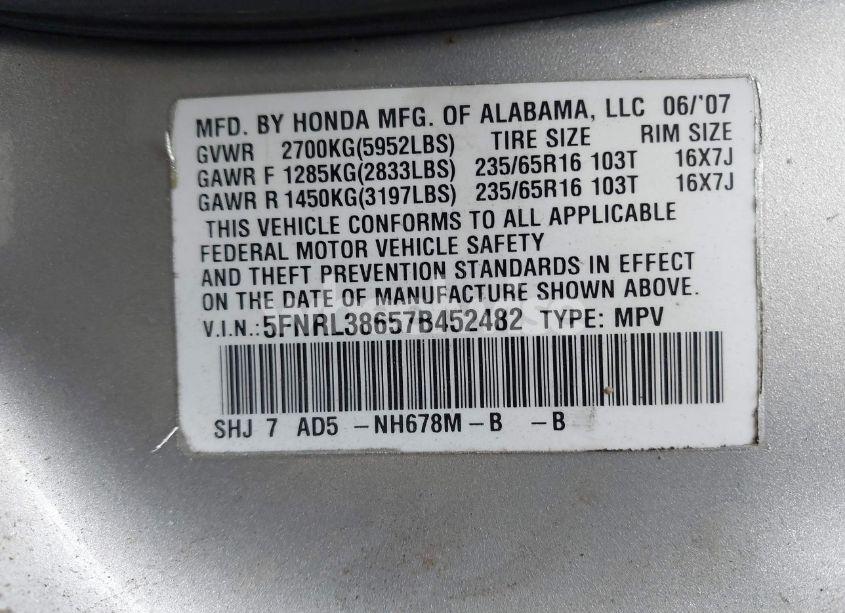 MFD. BY HONDA MFG. OF ALABAMA, LLC 06/'07
GVWR 2700KG(5952LBS) TIRE SIZE RIM SIZE
GAWR F 1285KG(2833LBS) 235/65R16 103T 16X7J
GAWR R 1450KG(3197LBS) 235/65R16 103T 16X7J
THIS VEHICLE CONFORMS TO ALL APPLICABLE
FEDERAL MOTOR VEHICLE SAFETY
AND THEFT PREVENTION STANDARDS IN EFFECT
ON THE DATE OF MANUFACTURE SHOWN ABOVE.
V.I.N.:5FNRL38657B452482 TYPE: MPV
SHJ 7 AD5 -NH678M-B -B